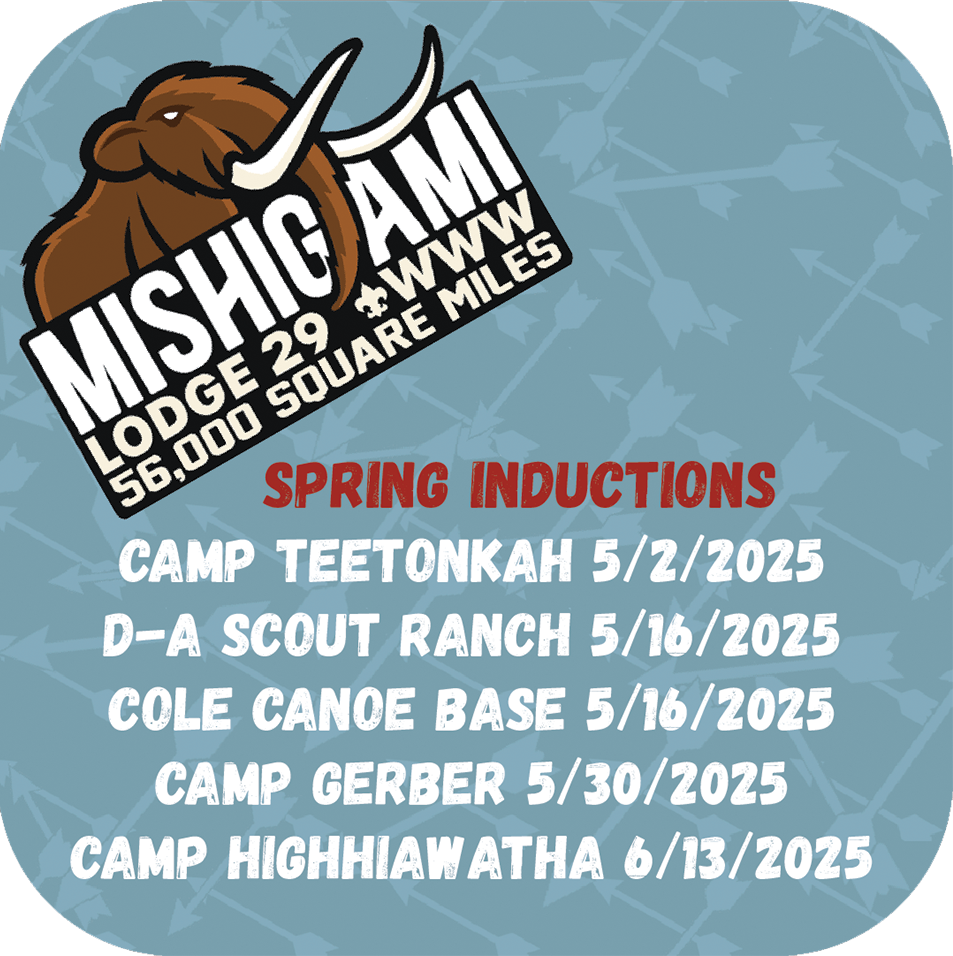 MISHIGAMI
LODGE 29 WWW
56,000 SQUARE MILES
SPRING INDUCTIONS
CAMP TEETONKAH 5/2/2025
D-A SCOUT RANCH 5/16/2025
COLE CANOE BASE 5/16/2025
CAMP GERBER 5/30/2025
CAMP HIGHHIAWATHA 6/13/2025